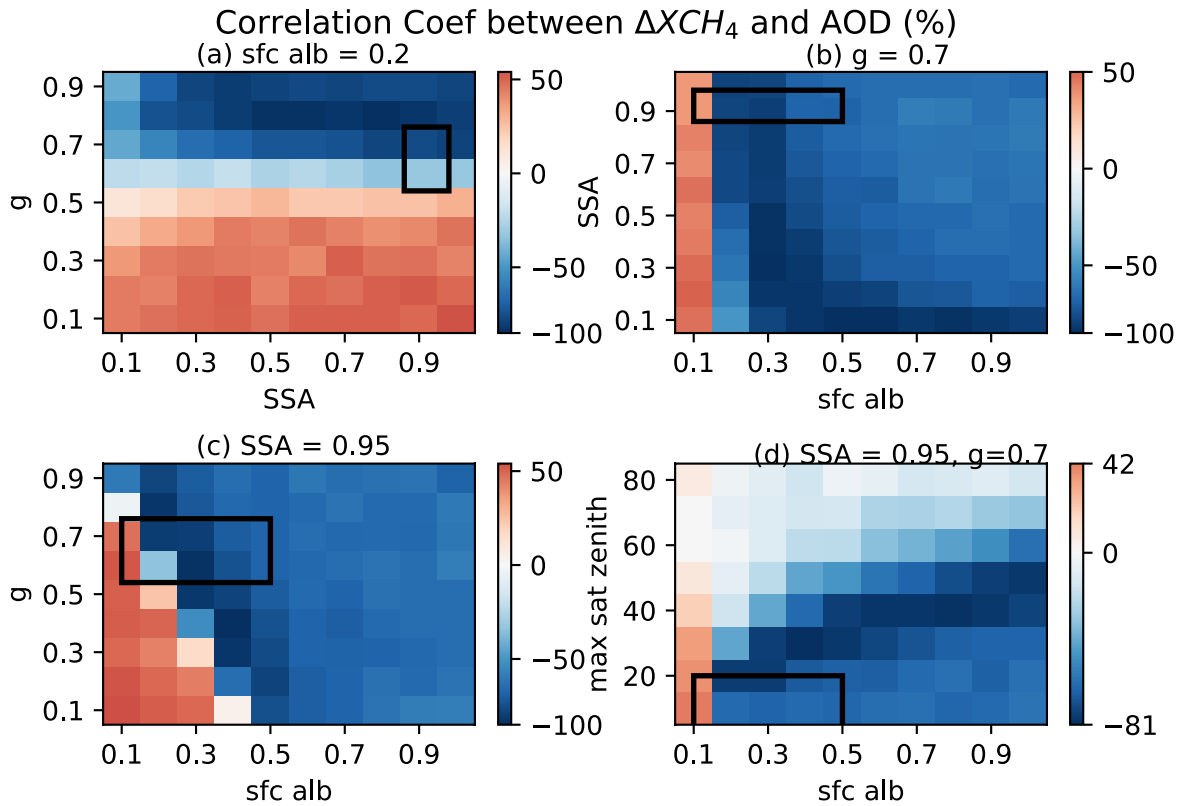 Correlation Coef between ΔXCH₄ and AOD (%)
(a) sfc alb = 0.2
0.9
0.7
0.5
0.3
0.1
g
0.1 0.3 0.5 0.7 0.9
SSA
50
0
−50
−100
(b) g = 0.7
0.9
0.7
0.5
0.3
0.1
SSA
0.1 0.3 0.5 0.7 0.9
sfc alb
50
0
−50
−100
(c) SSA = 0.95
0.9
0.7
0.5
0.3
0.1
g
0.1 0.3 0.5 0.7 0.9
sfc alb
50
0
−50
−100
(d) SSA = 0.95, g=0.7
80
60
40
20
max sat zenith
0.1 0.3 0.5 0.7 0.9
sfc alb
42
0
−81